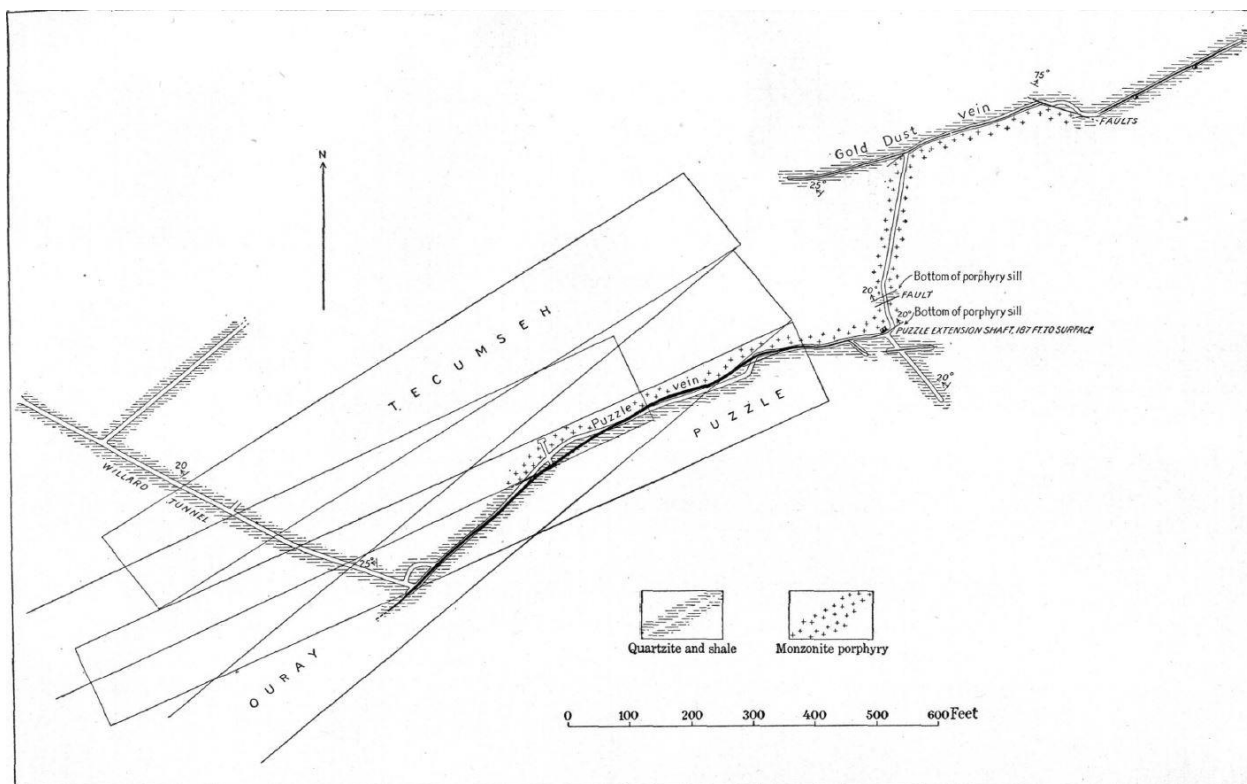 75°
FAULTS
Gold Dust vein
25°
N
Bottom of porphyry sill
20
FAULT
20° Bottom of porphyry sill
PUZZLE EXTENSION SHAFT, 187 FT. TO SURFACE
20°
TECUMSEH
Puzzle vein
PUZZLE
20
WILLARD TUNNEL
25°
OURAY
Quartzite and shale
Monzonite porphyry
0 100 200 300 400 500 600 Feet